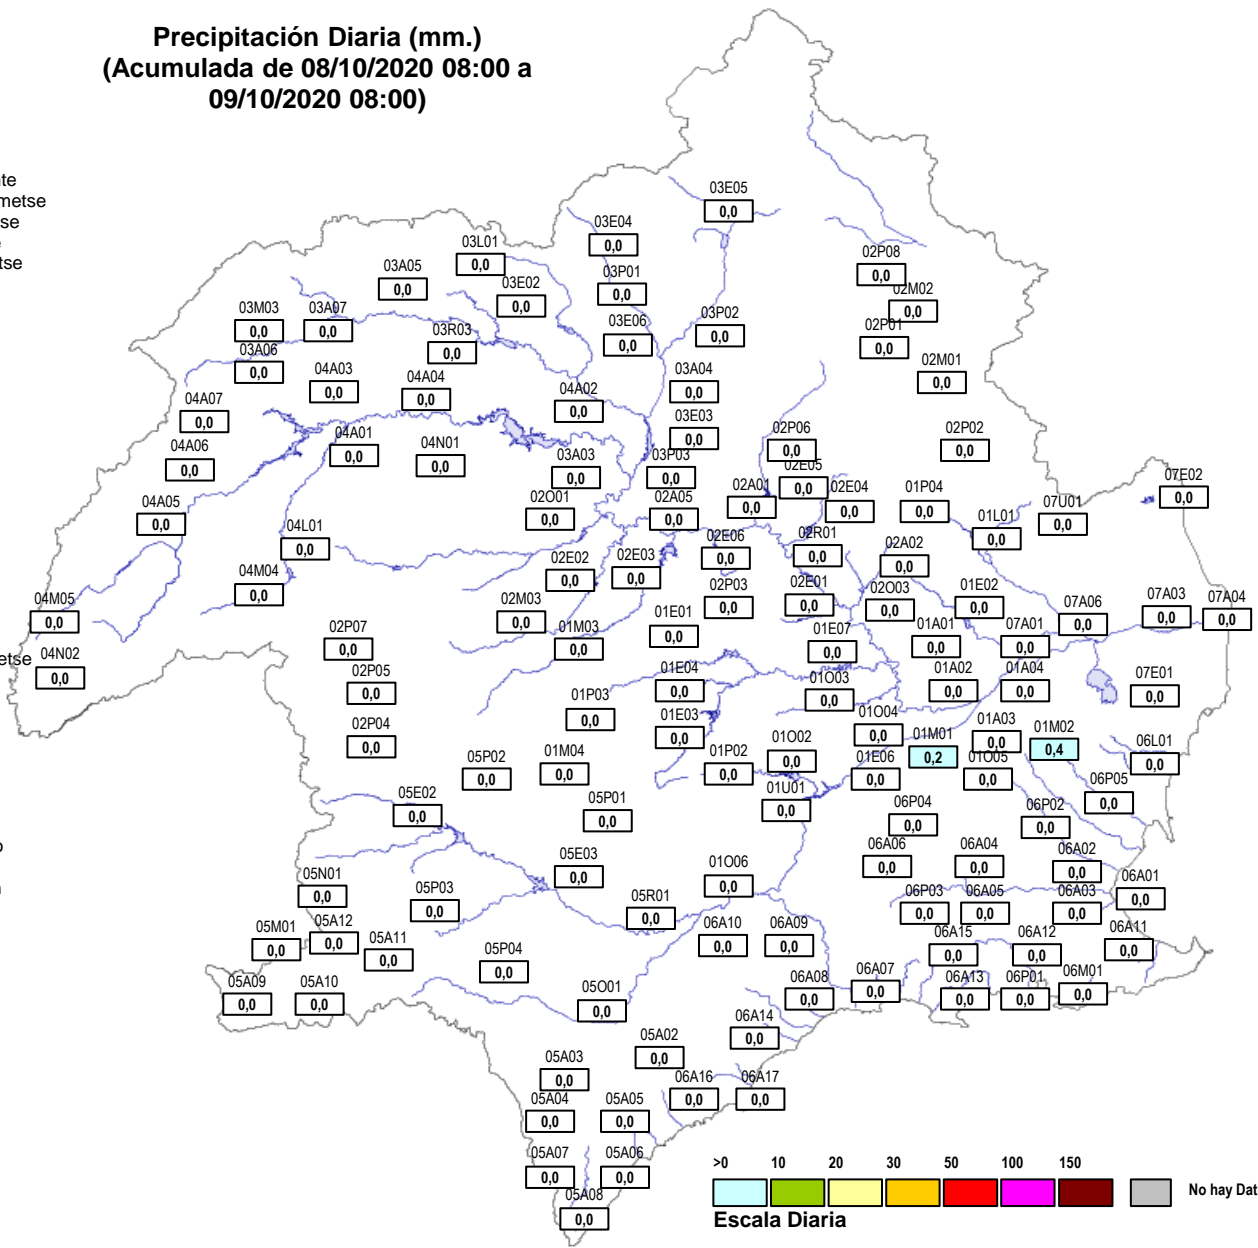 Precipitación Diaria (mm.)
(Acumulada de 08/10/2020 08:00 a
09/10/2020 08:00)
te
metse
se
tse
etse
03E05
0,0
03E04
0,0
03L01
0,0
02P08
0,0
03A05
0,0
03P01
0,0
03E02
0,0
02M02
0,0
03M03
0,0
03A07
0,0
03P02
0,0
03E06
0,0
02P01
0,0
03R03
0,0
03A06
0,0
02M01
0,0
04A03
0,0
03A04
0,0
04A04
0,0
04A02
0,0
04A07
0,0
03E03
0,0
02P06
0,0
02P02
0,0
04A01
0,0
04A06
0,0
04N01
0,0
03A03
0,0
03P03
0,0
02E05
0,0
07E02
0,0
02A01
0,0
02E04
0,0
01P04
0,0
04A05
0,0
02O01
0,0
02A05
0,0
07U01
0,0
01L01
0,0
04L01
0,0
02E06
0,0
02R01
0,0
02A02
0,0
02E02
0,0
02E03
0,0
04M04
0,0
02P03
0,0
02E01
0,0
02O03
0,0
01E02
0,0
04M05
0,0
02M03
0,0
07A06
0,0
07A03
0,0
07A04
0,0
01E01
0,0
02P07
0,0
01M03
0,0
01E07
0,0
01A01
0,0
07A01
0,0
04N02
0,0
02P05
0,0
01E04
0,0
01O03
0,0
01A02
0,0
01A04
0,0
07E01
0,0
01P03
0,0
01E03
0,0
02P04
0,0
01O04
0,0
01M01
0,2
01A03
0,0
01M02
0,4
06L01
0,0
05P02
0,0
01M04
0,0
01P02
0,0
01O02
0,0
01E06
0,0
01O05
0,0
05E02
0,0
05P01
0,0
01U01
0,0
06P05
0,0
06P04
0,0
06P02
0,0
05E03
0,0
06A06
0,0
06A04
0,0
06A02
0,0
05N01
0,0
01O06
0,0
06A01
0,0
05P03
0,0
05R01
0,0
06P03
0,0
06A05
0,0
06A03
0,0
05M01
0,0
05A12
0,0
05A11
0,0
06A10
0,0
06A09
0,0
06A15
0,0
06A12
0,0
06A11
0,0
05P04
0,0
05A09
0,0
05A10
0,0
05O01
0,0
06A08
0,0
06A07
0,0
06A13
0,0
06P01
0,0
06M01
0,0
06A14
0,0
05A02
0,0
05A03
0,0
06A16
0,0
06A17
0,0
05A04
0,0
05A05
0,0
05A07
0,0
05A06
0,0
05A08
0,0
>0 10 20 30 50 100 150
No hay Dat
Escala Diaria